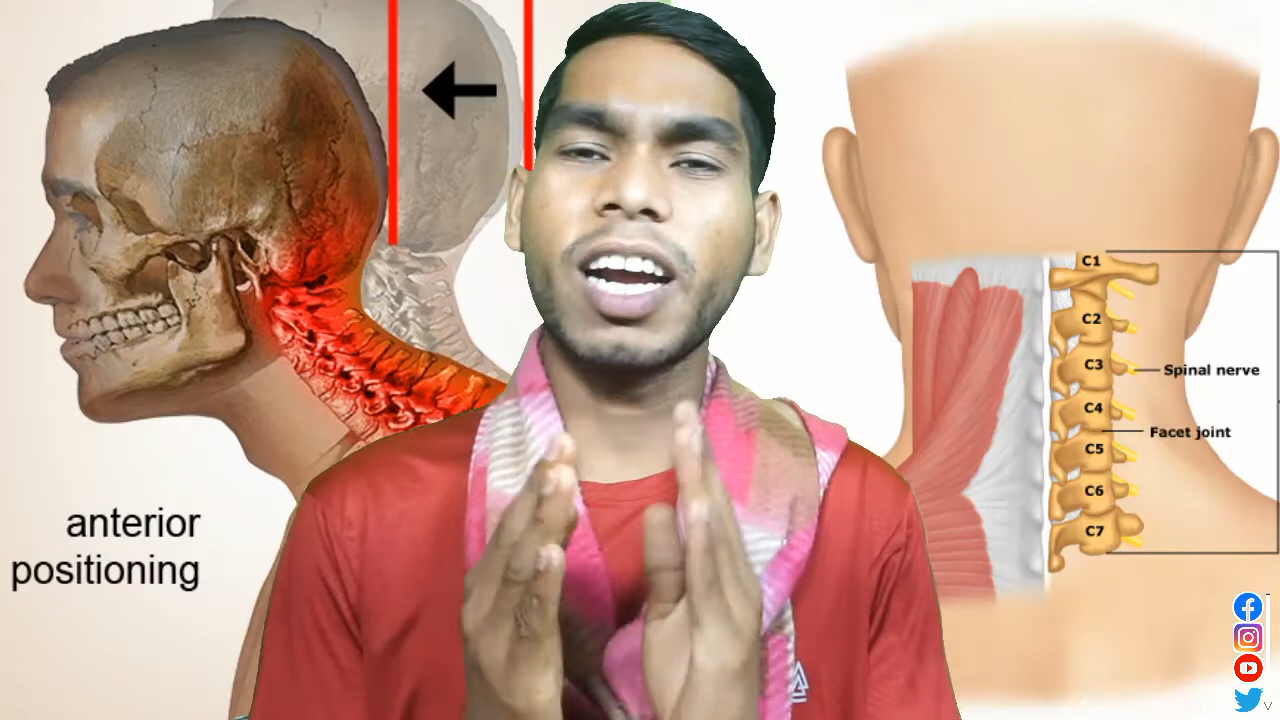 anterior
positioning
C1
C2
C3
Spinal nerve
C4
Facet joint
C5
C6
C7